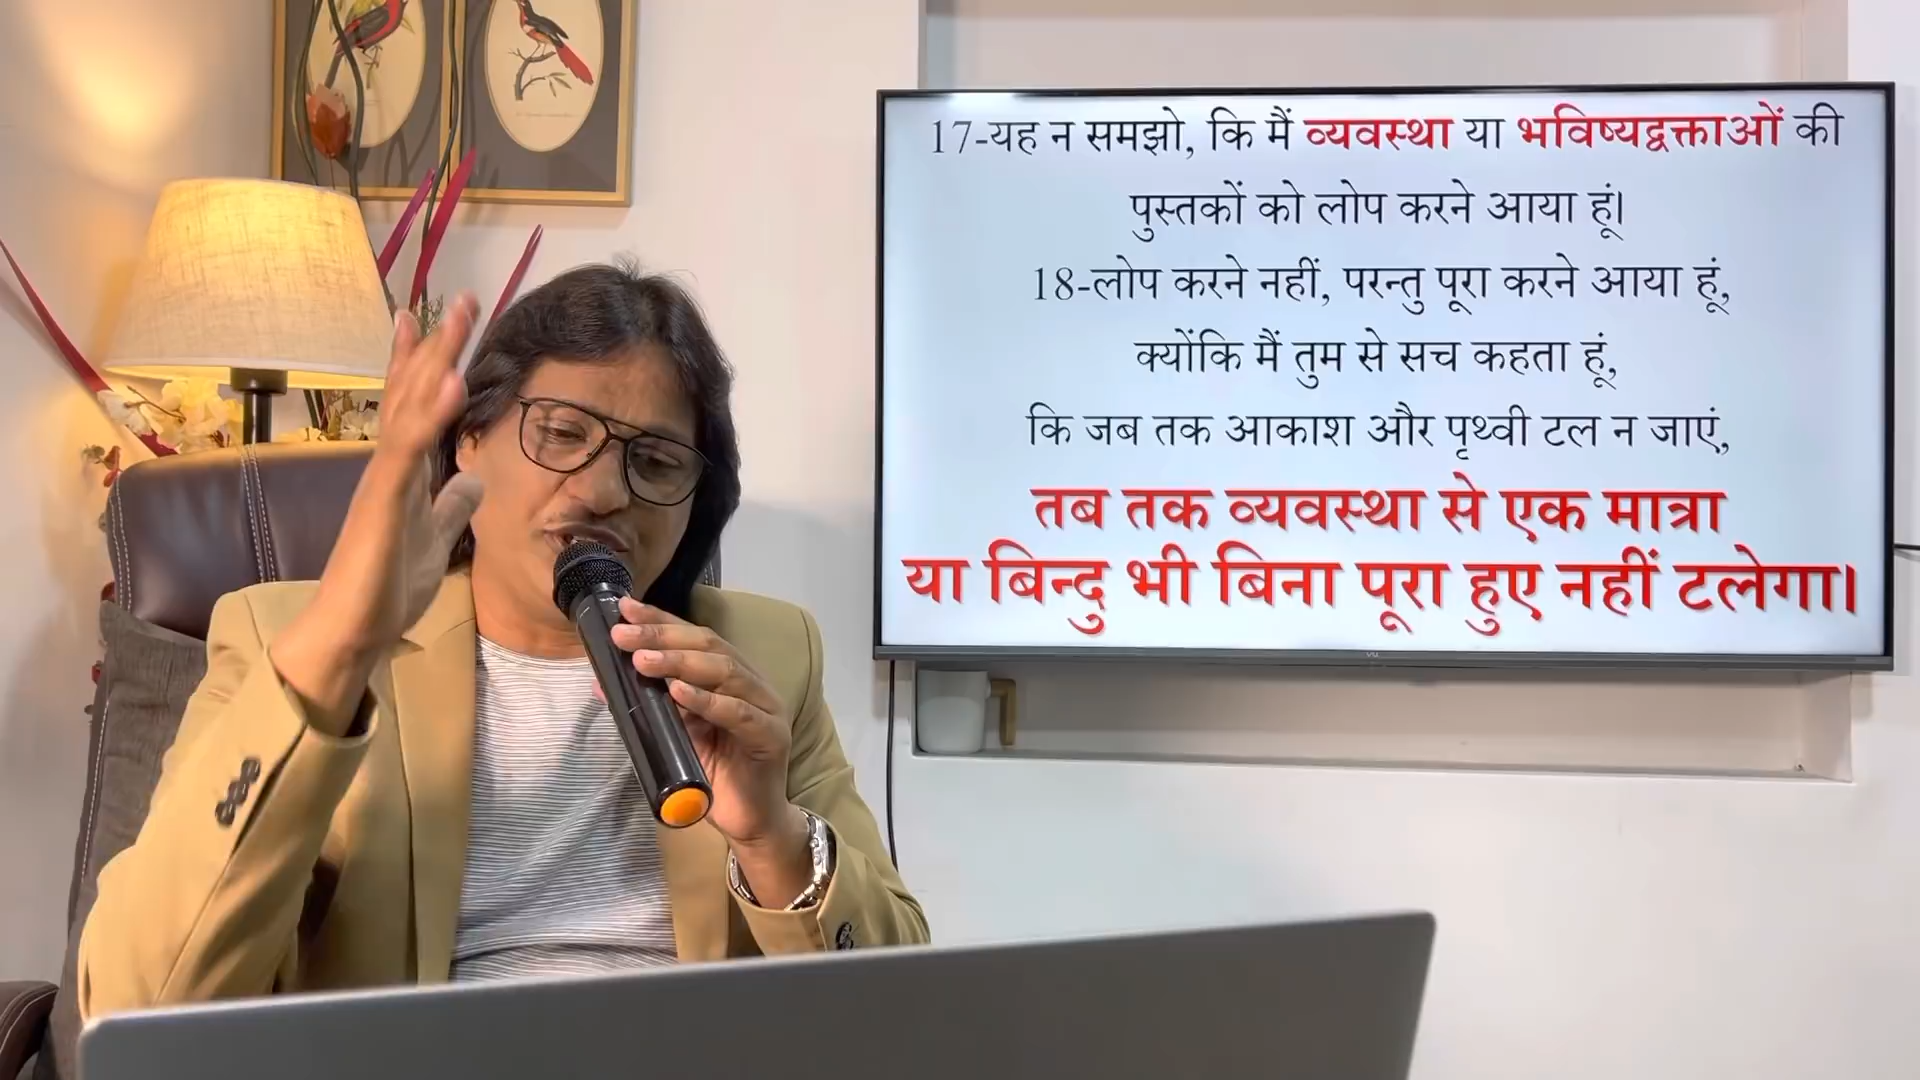 17-यह न समझो, कि मैं व्यवस्था या भविष्यद्वक्ताओं की
पुस्तकों को लोप करने आया हूं।
18-लोप करने नहीं, परन्तु पूरा करने आया हूं,
क्योंकि मैं तुम से सच कहता हूं,
कि जब तक आकाश और पृथ्वी टल न जाएं,
तब तक व्यवस्था से एक मात्रा
या बिन्दु भी बिना पूरा हुए नहीं टलेगा।